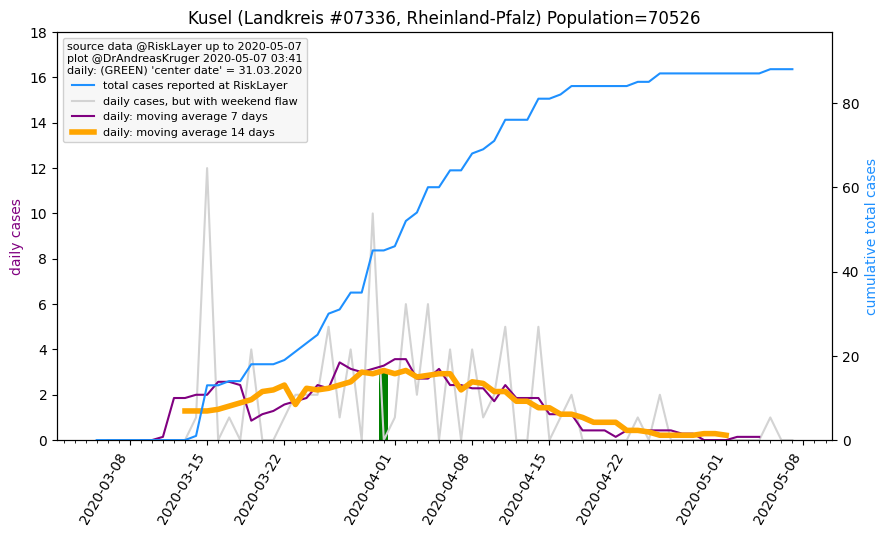 Kusel (Landkreis #07336, Rheinland-Pfalz) Population=70526
source data @RiskLayer up to 2020-05-07
plot @DrAndreasKruger 2020-05-07 03:41
daily: (GREEN) 'center date' = 31.03.2020
total cases reported at RiskLayer
daily cases, but with weekend flaw
daily: moving average 7 days
daily: moving average 14 days
daily cases
18
16
14
12
10
8
6
4
2
0
cumulative total cases
80
60
40
20
0
2020-03-08
2020-03-15
2020-03-22
2020-04-01
2020-04-08
2020-04-15
2020-04-22
2020-05-01
2020-05-08